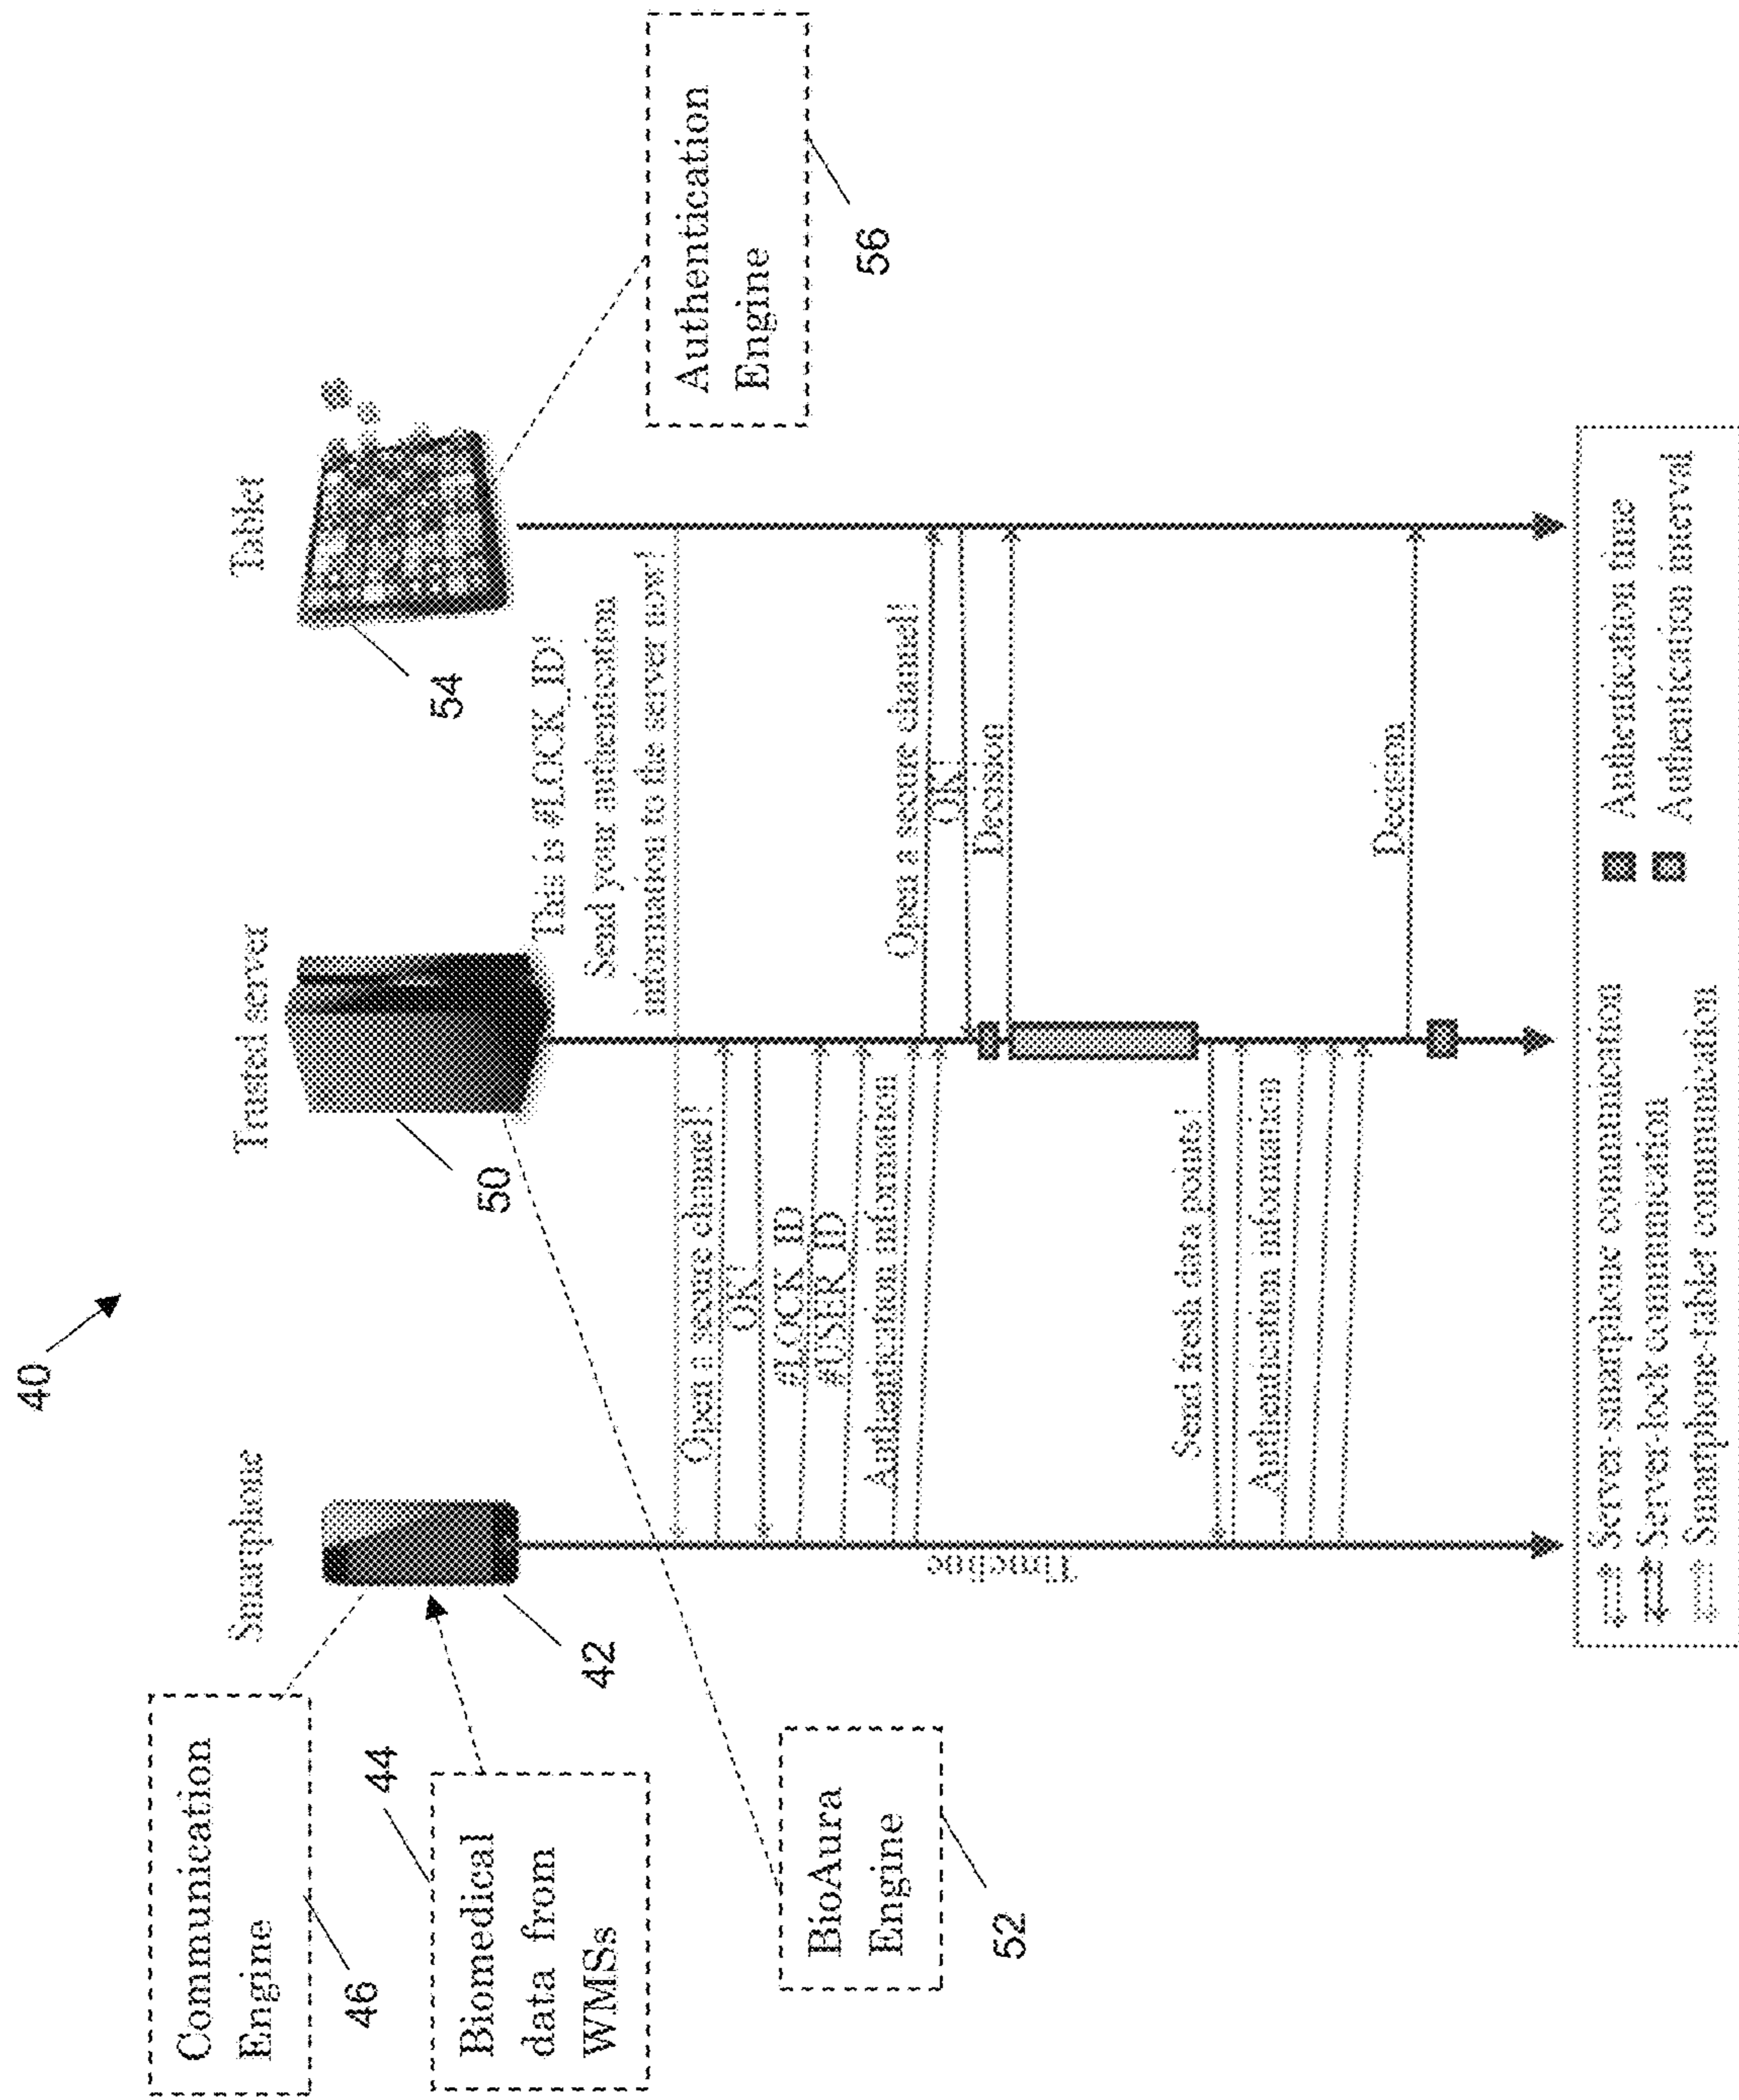 40
Smartphone
Trusted server
Tablet
Communication
Engine
46
44
Biomedical
data from
WMSs
42
50
54
BioAura
Engine
52
Authentication
Engine
56
This is #LOCK_ID!
Send your authentication
information to the server now!
Open a secure channel!
OK!
#LOCK_ID
#USER_ID
Authentication information
Open a secure channel!
OK!
Decision
Timeline
Send fresh data points!
Authentication information
Decision
Server-smartphone communication
Server-lock communication
Smartphone-tablet communication
Authentication time
Authentication interval